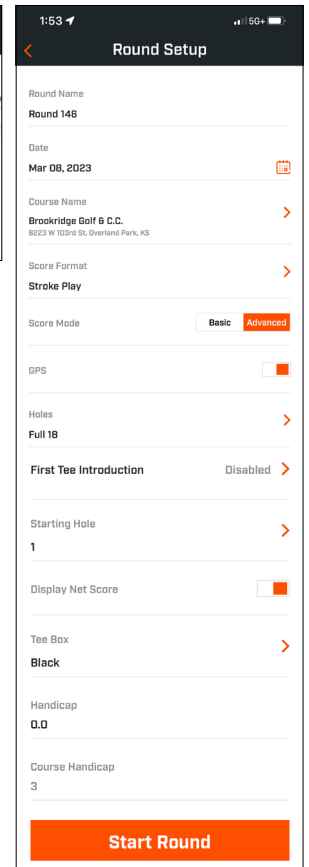 1:53
5G+
Round Setup
Round Name
Round 146
Date
Mar 08, 2023
Course Name
Brookridge Golf & C.C.
8223 W 103rd St, Overland Park, KS
Score Format
Stroke Play
Score Mode
Basic Advanced
GPS
Holes
Full 18
First Tee Introduction Disabled
Starting Hole
1
Display Net Score
Tee Box
Black
Handicap
0.0
Course Handicap
3
Start Round